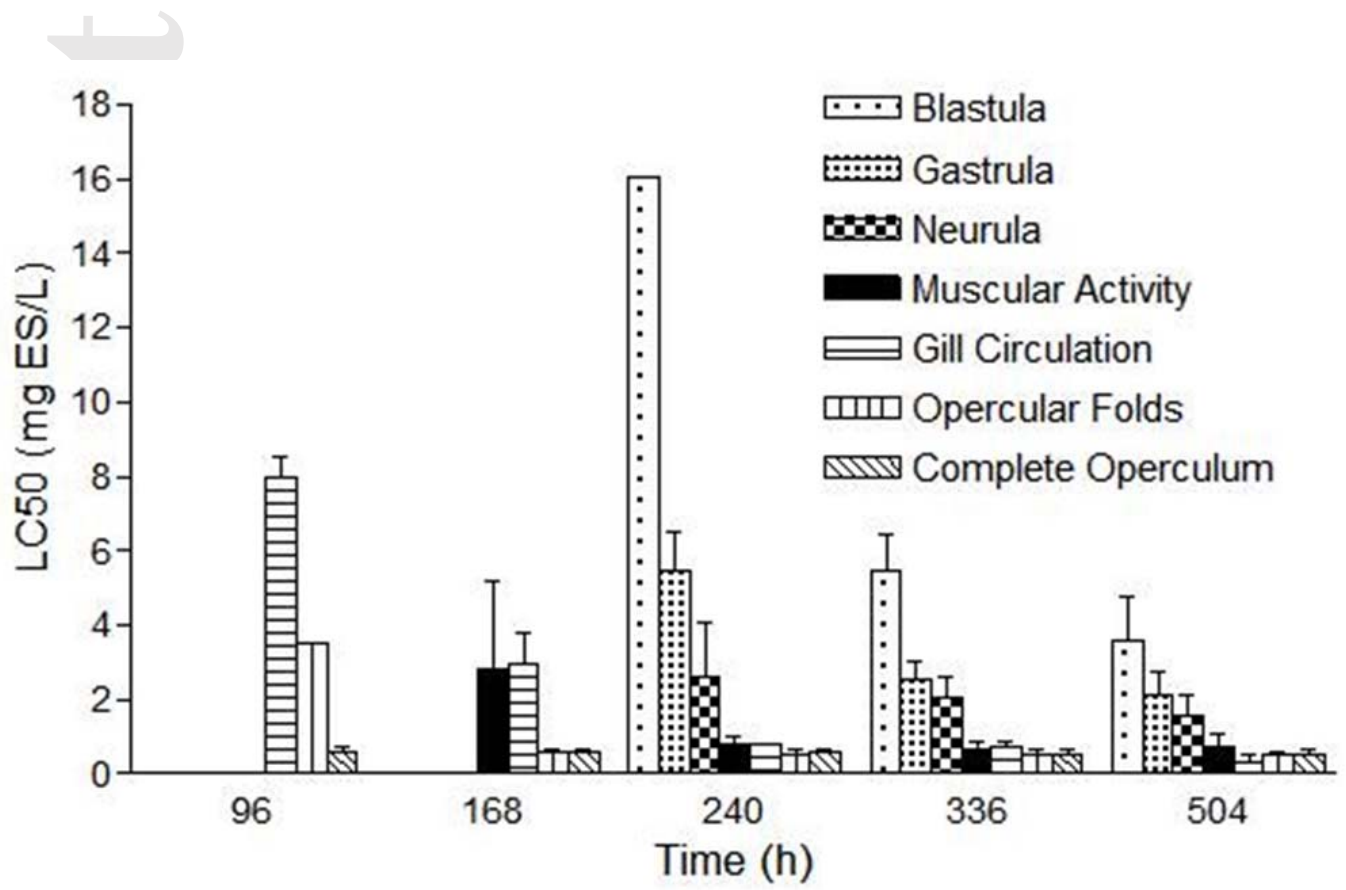 t
18
16
14
12
10
8
6
4
2
0
LC50 (mg ES/L)
Blastula
Gastrula
Neurula
Muscular Activity
Gill Circulation
Opercular Folds
Complete Operculum
96 168 240 336 504
Time (h)